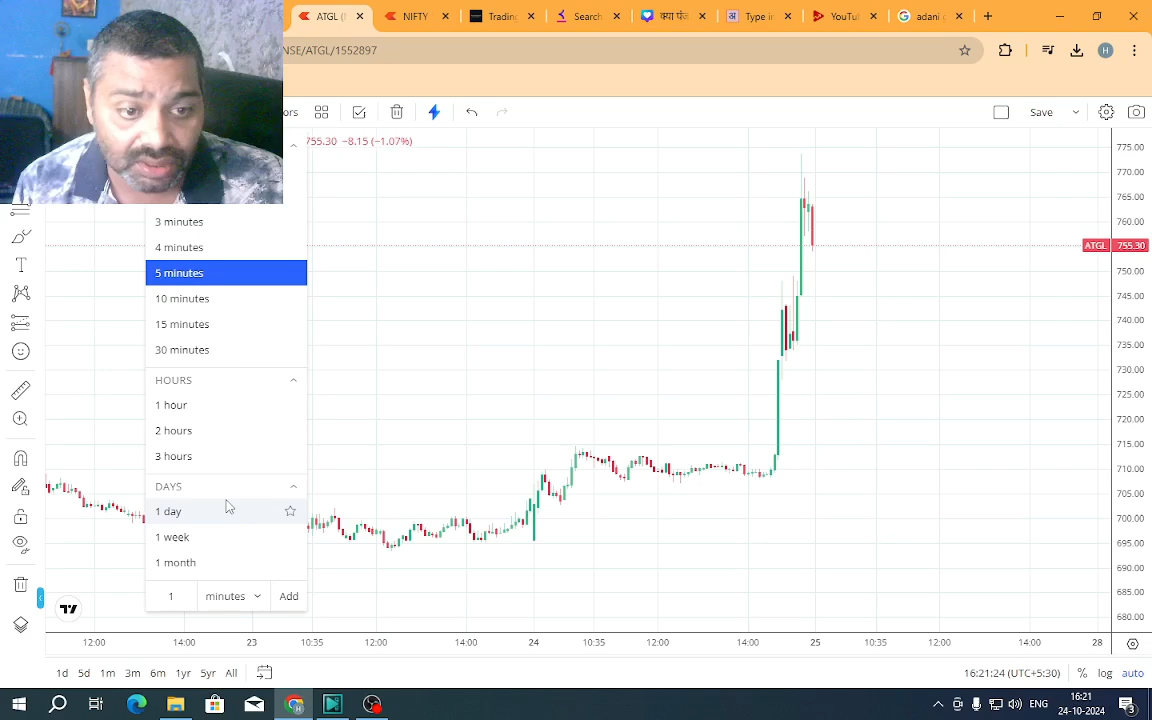 ATGL (
NIFTY
Trading
Search
क्या पंज
Type in
YouTu
adani c
NSE/ATGL/1552897
H
ors
Save
755.30 −8.15 (−1.07%)
3 minutes
4 minutes
5 minutes
10 minutes
15 minutes
30 minutes
HOURS
1 hour
2 hours
3 hours
DAYS
1 day
1 week
1 month
1 minutes Add
775.00
770.00
765.00
760.00
ATGL 755.30
750.00
745.00
740.00
735.00
730.00
725.00
720.00
715.00
710.00
705.00
700.00
695.00
690.00
685.00
680.00
12:00 14:00 23 10:35 12:00 14:00 24 10:35 12:00 14:00 25 10:35 12:00 14:00 28
1d 5d 1m 3m 6m 1yr 5yr All
16:21:24 (UTC+5:30) % log auto
ENG
16:21
24-10-2024
3